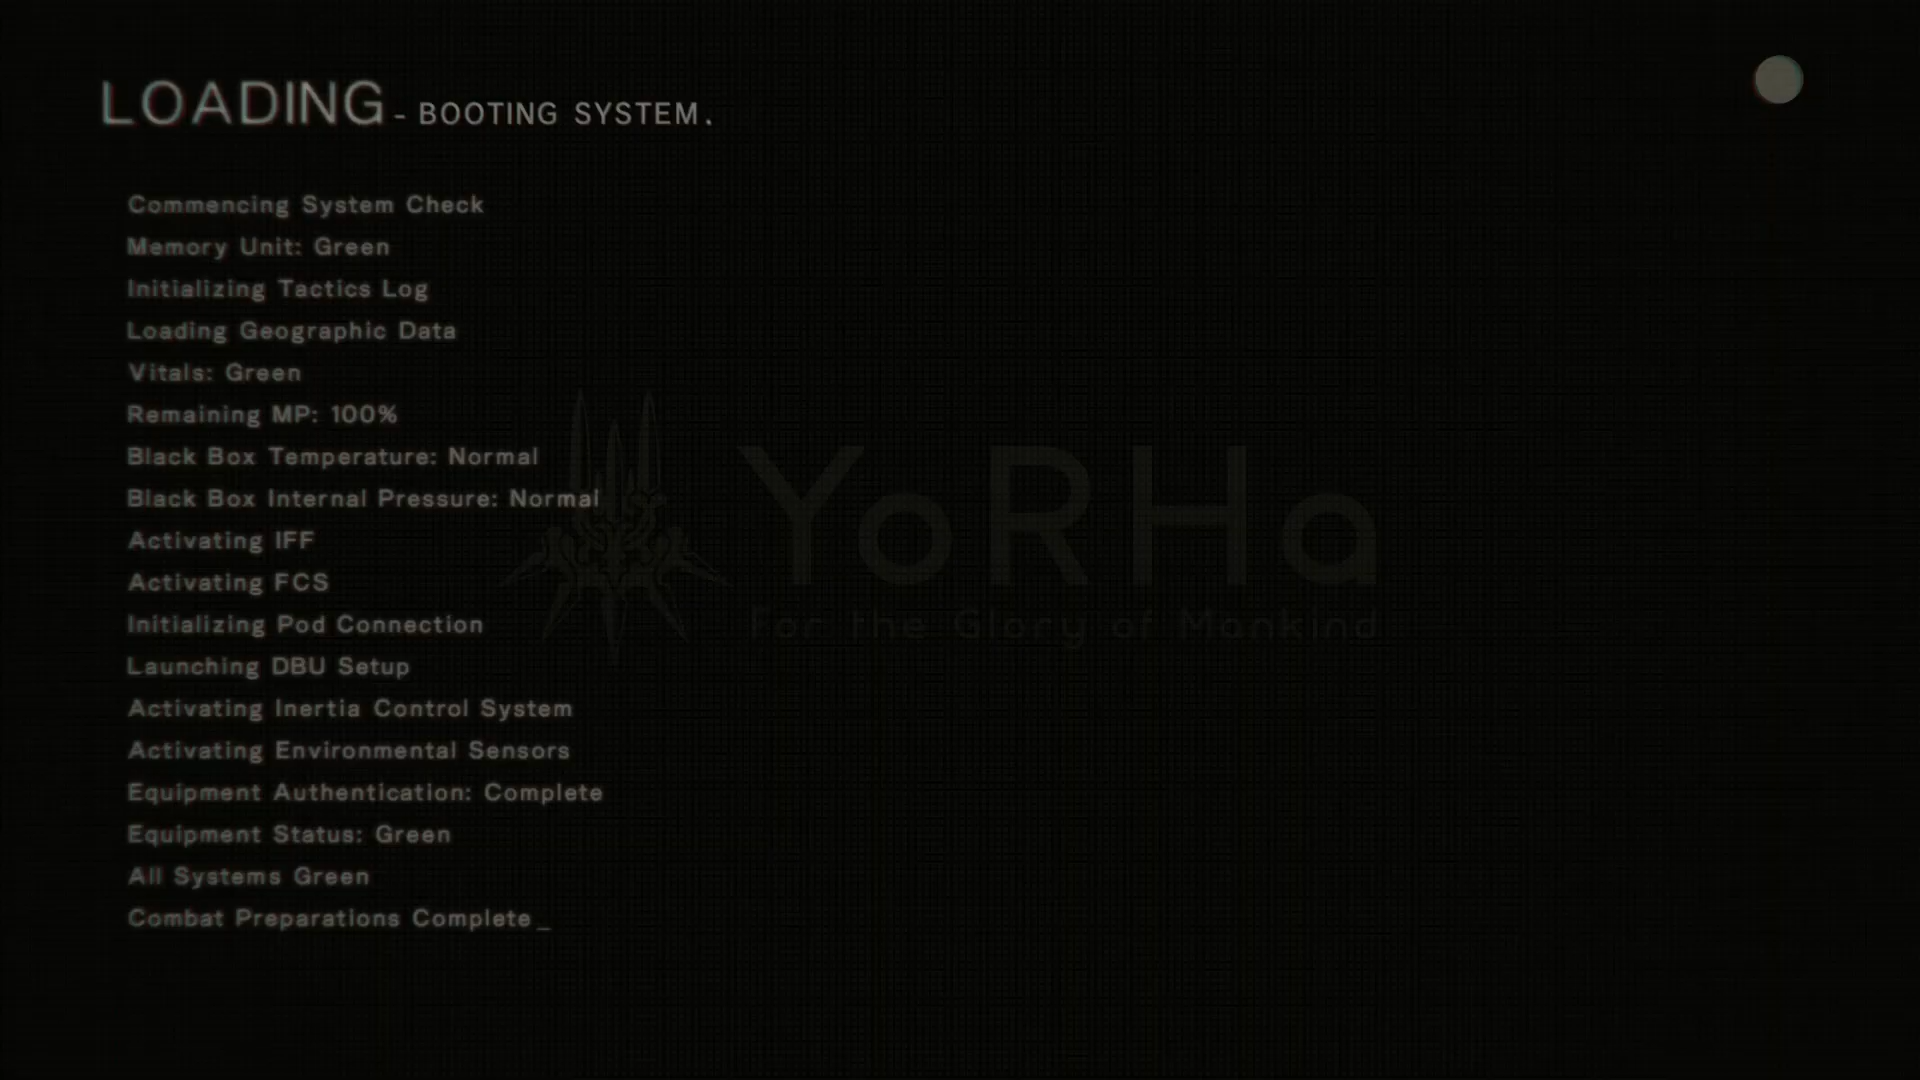 LOADING - BOOTING SYSTEM.
Commencing System Check
Memory Unit: Green
Initializing Tactics Log
Loading Geographic Data
Vitals: Green
Remaining MP: 100%
Black Box Temperature: Normal
Black Box Internal Pressure: Normal
Activating IFF
Activating FCS
Initializing Pod Connection
Launching DBU Setup
Activating Inertia Control System
Activating Environmental Sensors
Equipment Authentication: Complete
Equipment Status: Green
All Systems Green
Combat Preparations Complete_
YoRHa
For the Glory of Mankind